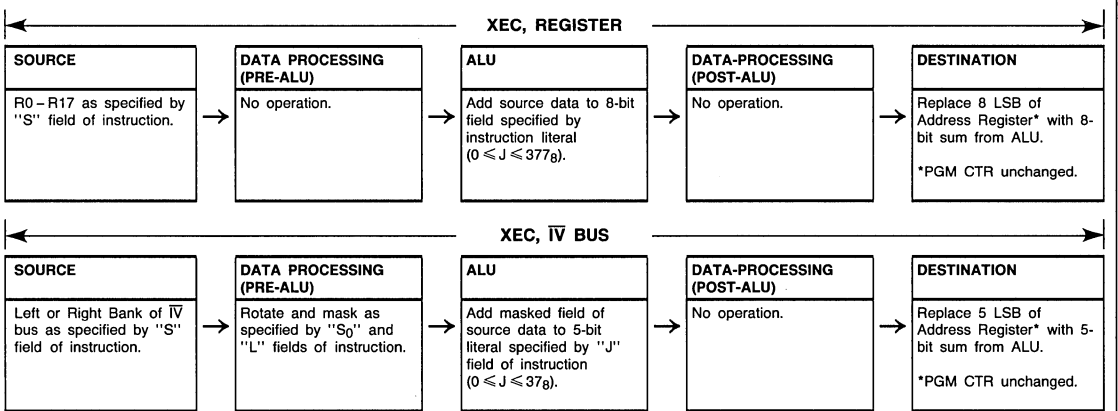 XEC, REGISTER
SOURCE
R0 – R17 as specified by
"S" field of instruction.
DATA PROCESSING
(PRE-ALU)
No operation.
ALU
Add source data to 8-bit
field specified by
instruction literal
(0 ⩽ J ⩽ 377₈).
DATA-PROCESSING
(POST-ALU)
No operation.
DESTINATION
Replace 8 LSB of
Address Register* with 8-
bit sum from ALU.
*PGM CTR unchanged.
XEC, I̅V̅ BUS
SOURCE
Left or Right Bank of I̅V̅
bus as specified by "S"
field of instruction.
DATA PROCESSING
(PRE-ALU)
Rotate and mask as
specified by "S₀" and
"L" fields of instruction.
ALU
Add masked field of
source data to 5-bit
literal specified by "J"
field of instruction
(0 ⩽ J ⩽ 37₈).
DATA-PROCESSING
(POST-ALU)
No operation.
DESTINATION
Replace 5 LSB of
Address Register* with 5-
bit sum from ALU.
*PGM CTR unchanged.